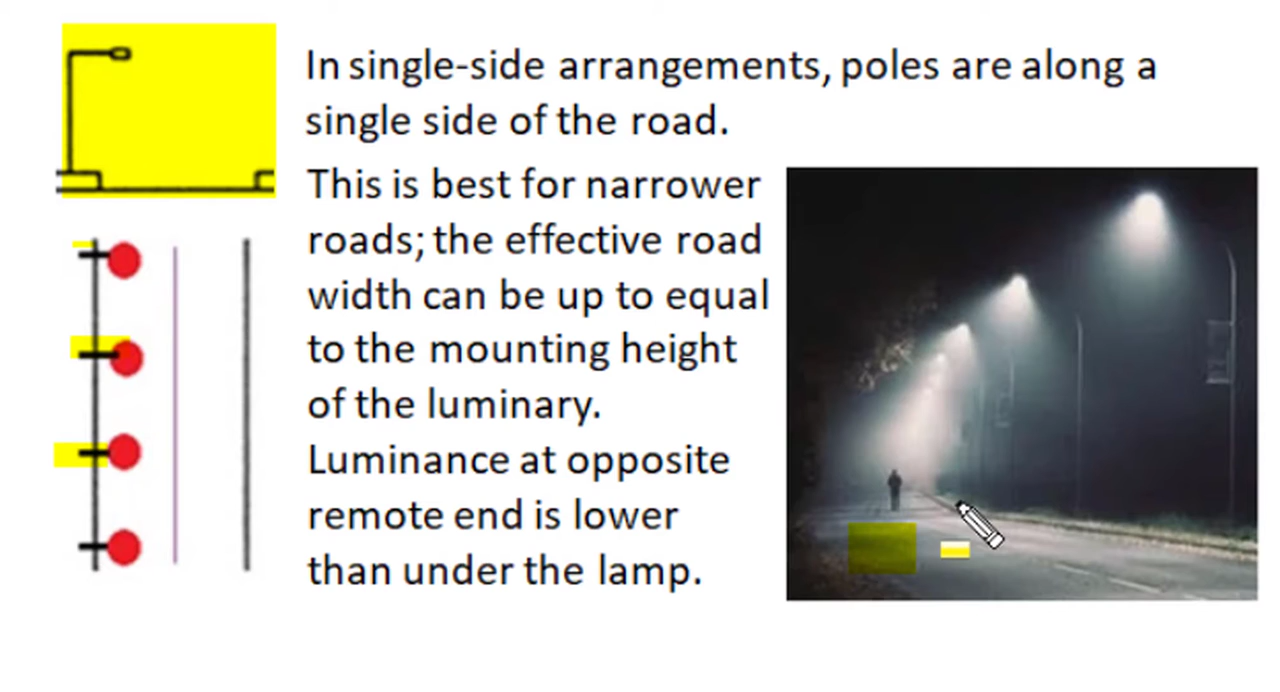 In single-side arrangements, poles are along a
single side of the road.
This is best for narrower
roads; the effective road
width can be up to equal
to the mounting height
of the luminary.
Luminance at opposite
remote end is lower
than under the lamp.